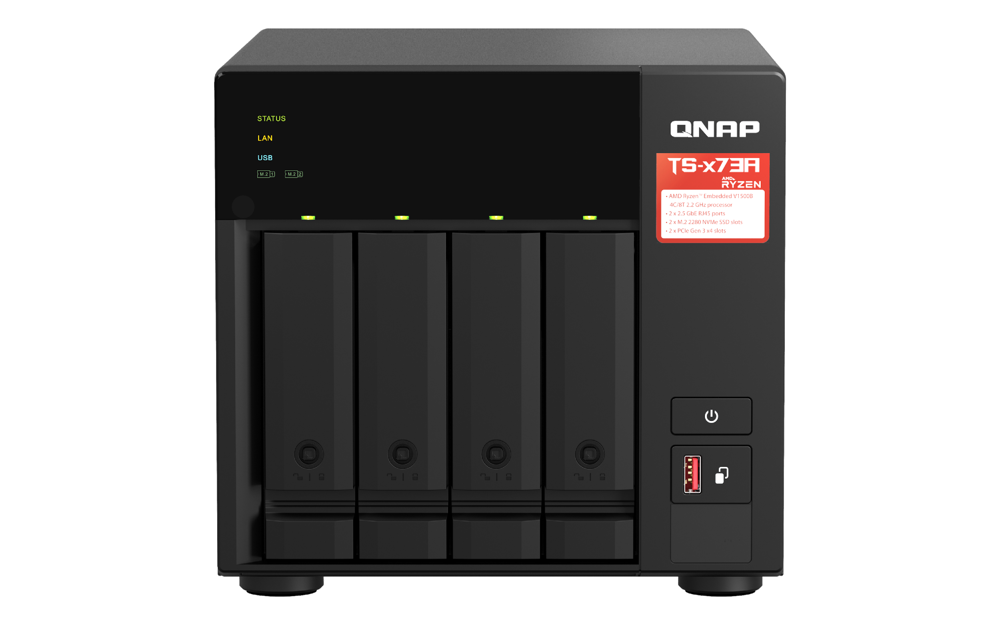 STATUS
LAN
USB
M.2 1 M.2 2
QNAP
TS-x73A
AMD
RYZEN
• AMD Ryzen™ Embedded V1500B
4C/8T 2.2 GHz processor
• 2 x 2.5 GbE RJ45 ports
• 2 x M.2 2280 NVMe SSD slots
• 2 x PCIe Gen 3 x4 slots